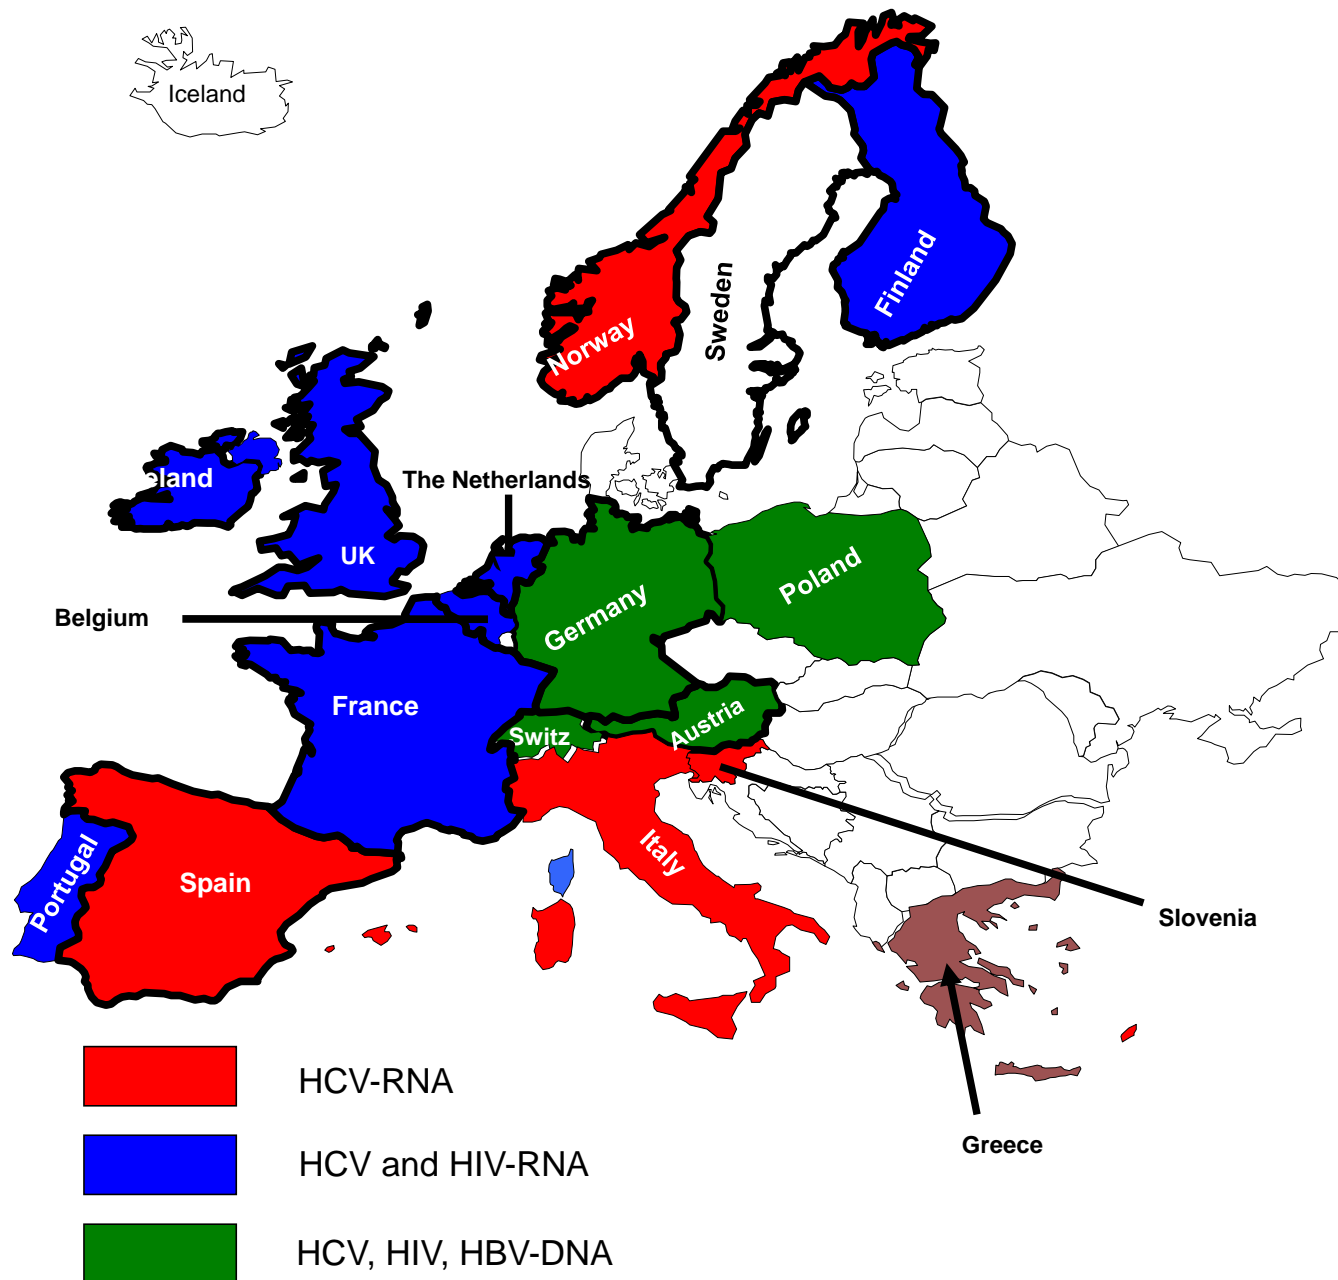 Iceland
Norway
Sweden
Finland
eland
The Netherlands
UK
Belgium
Germany
Poland
France
Switz
Austria
Portugal
Spain
Italy
Slovenia
Greece
HCV-RNA
HCV and HIV-RNA
HCV, HIV, HBV-DNA